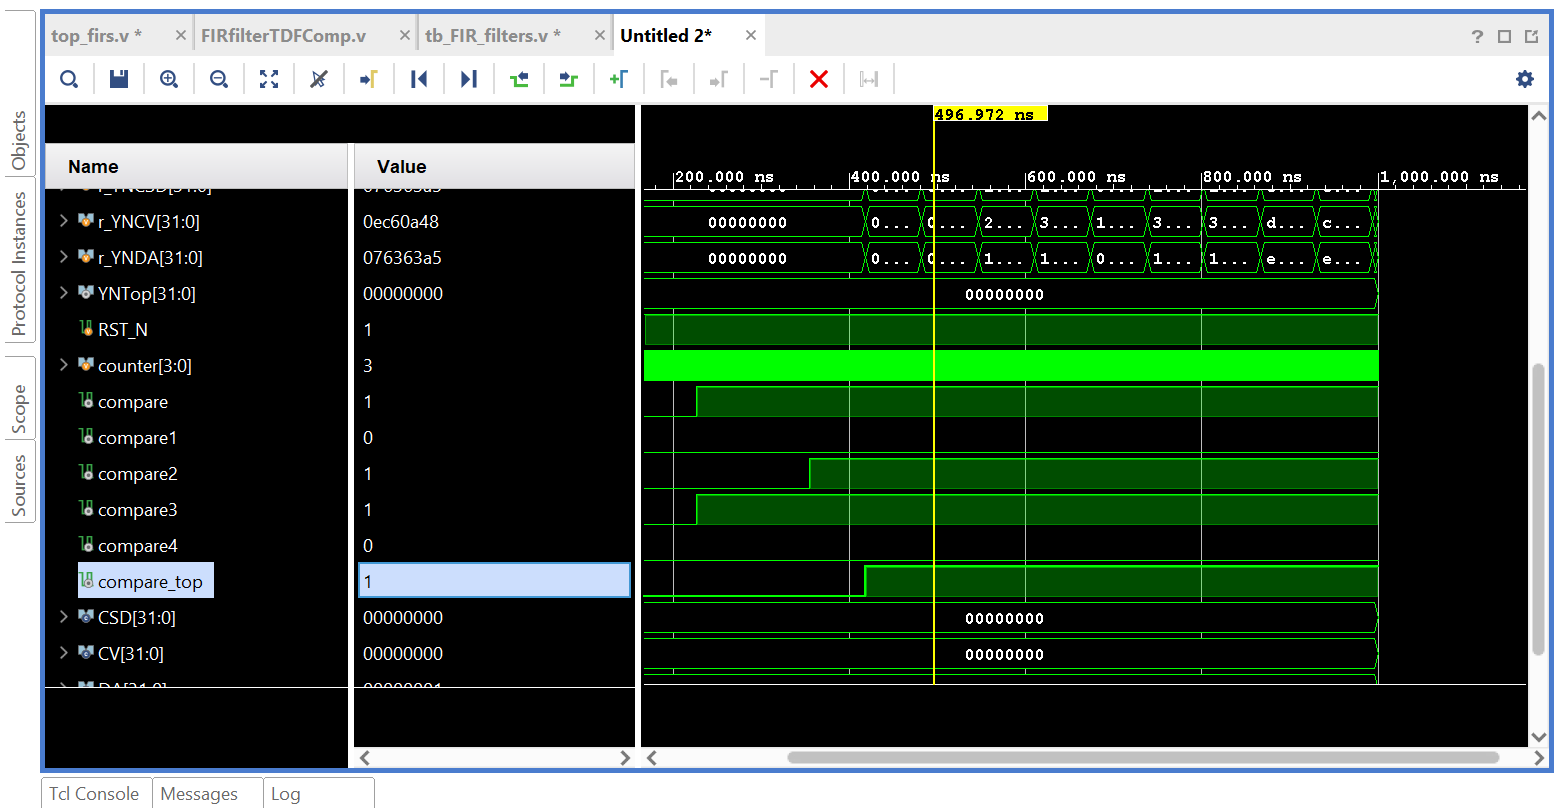 top_firs.v * × FIRfilterTDFComp.v × tb_FIR_filters.v * × Untitled 2* ×
?
Objects
Protocol Instances
Scope
Sources
496.972 ns
Name Value
200.000 ns 400.000 ns 600.000 ns 800.000 ns 1,000.000 ns
r_YNCSD[31:0] 076363a5 00000000
r_YNCV[31:0] 0ec60a48 00000000 0... 0... 2... 3... 1... 3... 3... d... c...
r_YNDA[31:0] 076363a5 00000000 0... 0... 1... 1... 0... 1... 1... e... e...
YNTop[31:0] 00000000 00000000
RST_N 1
counter[3:0] 3
compare 1
compare1 0
compare2 1
compare3 1
compare4 0
compare_top 1
CSD[31:0] 00000000 00000000
CV[31:0] 00000000 00000000
DA[31:0] 00000001
Tcl Console Messages Log